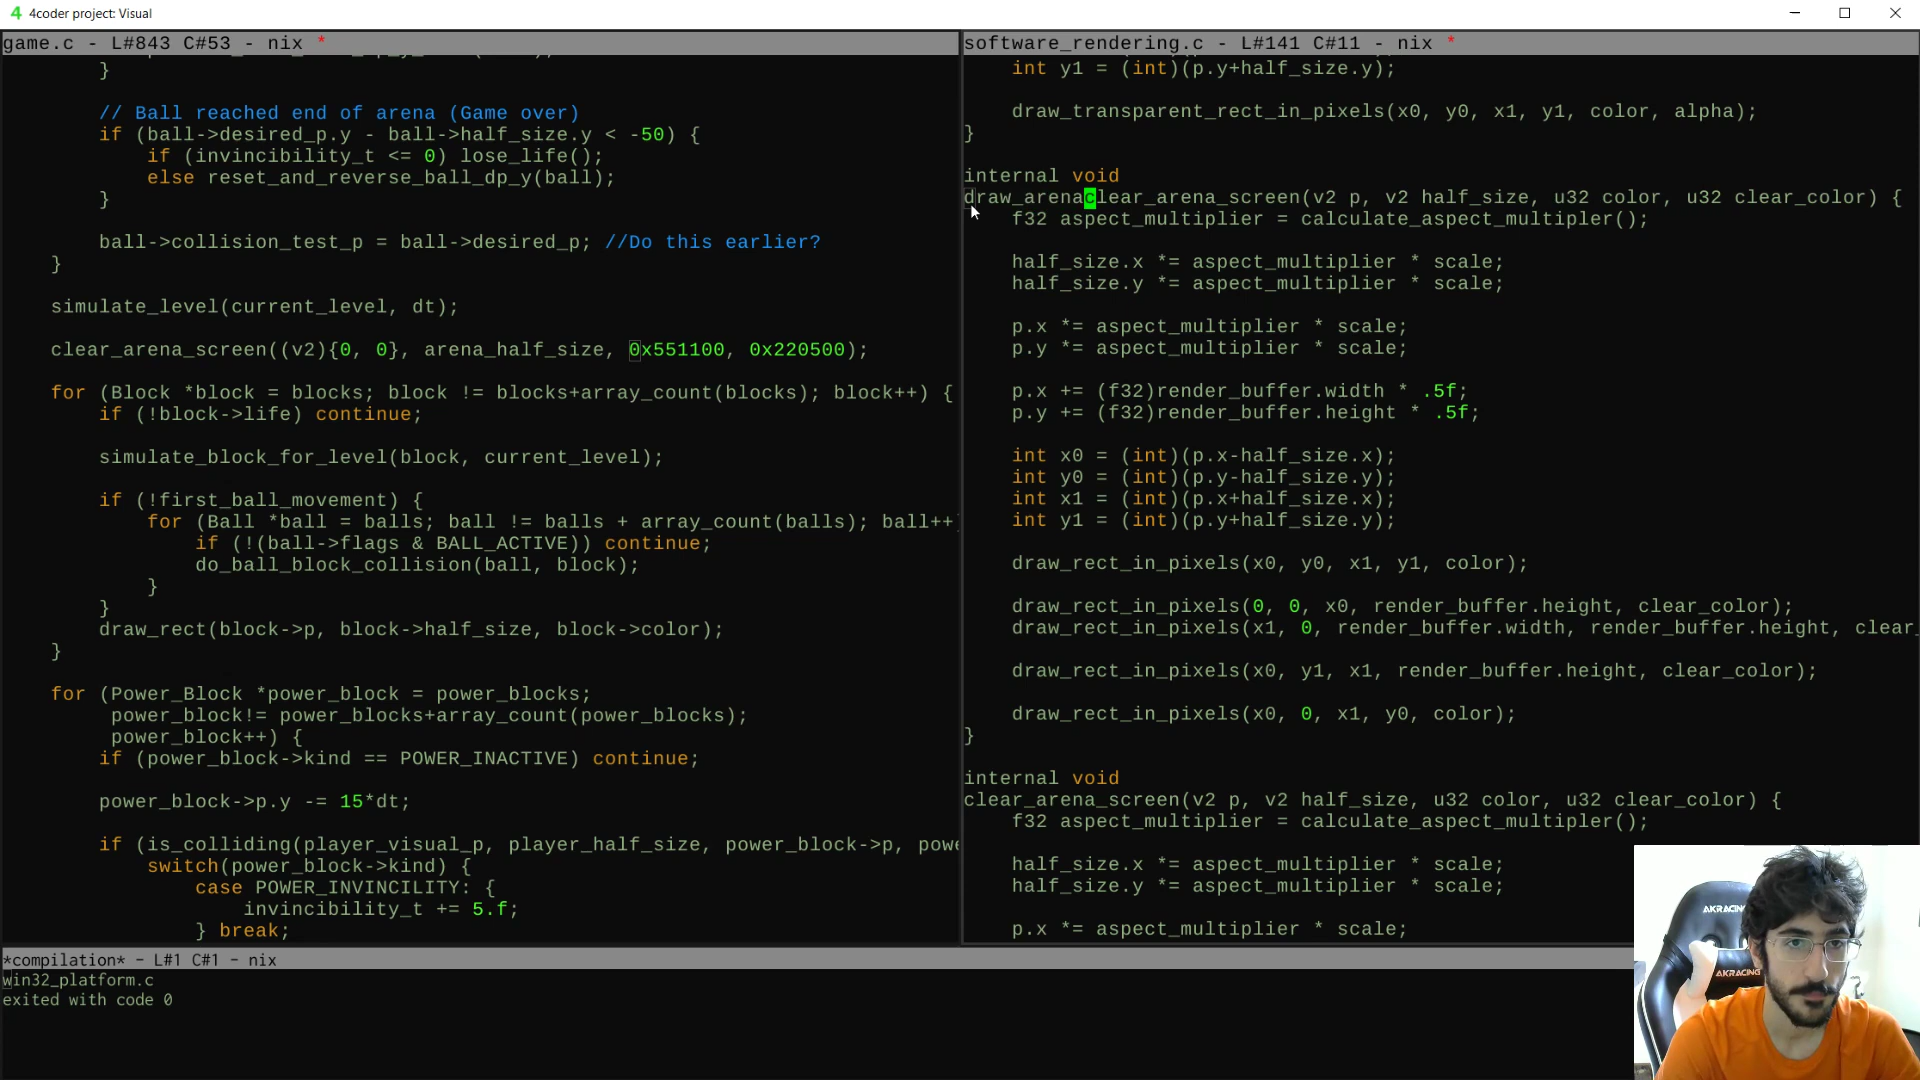 4coder project: Visual
game.c - L#843 C#53 - nix *
}
// Ball reached end of arena (Game over)
if (ball->desired_p.y - ball->half_size.y < -50) {
if (invincibility_t <= 0) lose_life();
else reset_and_reverse_ball_dp_y(ball);
}
ball->collision_test_p = ball->desired_p; //Do this earlier?
}
simulate_level(current_level, dt);
clear_arena_screen((v2){0, 0}, arena_half_size, 0x551100, 0x220500);
for (Block *block = blocks; block != blocks+array_count(blocks); block++) {
if (!block->life) continue;
simulate_block_for_level(block, current_level);
if (!first_ball_movement) {
for (Ball *ball = balls; ball != balls + array_count(balls); ball++)
if (!(ball->flags & BALL_ACTIVE)) continue;
do_ball_block_collision(ball, block);
}
}
draw_rect(block->p, block->half_size, block->color);
}
for (Power_Block *power_block = power_blocks;
power_block!= power_blocks+array_count(power_blocks);
power_block++) {
if (power_block->kind == POWER_INACTIVE) continue;
power_block->p.y -= 15*dt;
if (is_colliding(player_visual_p, player_half_size, power_block->p, powe
switch(power_block->kind) {
case POWER_INVINCILITY: {
invincibility_t += 5.f;
} break;
software_rendering.c - L#141 C#11 - nix *
int y1 = (int)(p.y+half_size.y);
draw_transparent_rect_in_pixels(x0, y0, x1, y1, color, alpha);
}
internal void
draw_arenaclear_arena_screen(v2 p, v2 half_size, u32 color, u32 clear_color) {
f32 aspect_multiplier = calculate_aspect_multipler();
half_size.x *= aspect_multiplier * scale;
half_size.y *= aspect_multiplier * scale;
p.x *= aspect_multiplier * scale;
p.y *= aspect_multiplier * scale;
p.x += (f32)render_buffer.width * .5f;
p.y += (f32)render_buffer.height * .5f;
int x0 = (int)(p.x-half_size.x);
int y0 = (int)(p.y-half_size.y);
int x1 = (int)(p.x+half_size.x);
int y1 = (int)(p.y+half_size.y);
draw_rect_in_pixels(x0, y0, x1, y1, color);
draw_rect_in_pixels(0, 0, x0, render_buffer.height, clear_color);
draw_rect_in_pixels(x1, 0, render_buffer.width, render_buffer.height, clear_
draw_rect_in_pixels(x0, y1, x1, render_buffer.height, clear_color);
draw_rect_in_pixels(x0, 0, x1, y0, color);
}
internal void
clear_arena_screen(v2 p, v2 half_size, u32 color, u32 clear_color) {
f32 aspect_multiplier = calculate_aspect_multipler();
half_size.x *= aspect_multiplier * scale;
half_size.y *= aspect_multiplier * scale;
p.x *= aspect_multiplier * scale;
*compilation* - L#1 C#1 - nix
win32_platform.c
exited with code 0
AKRACING
AKRACING